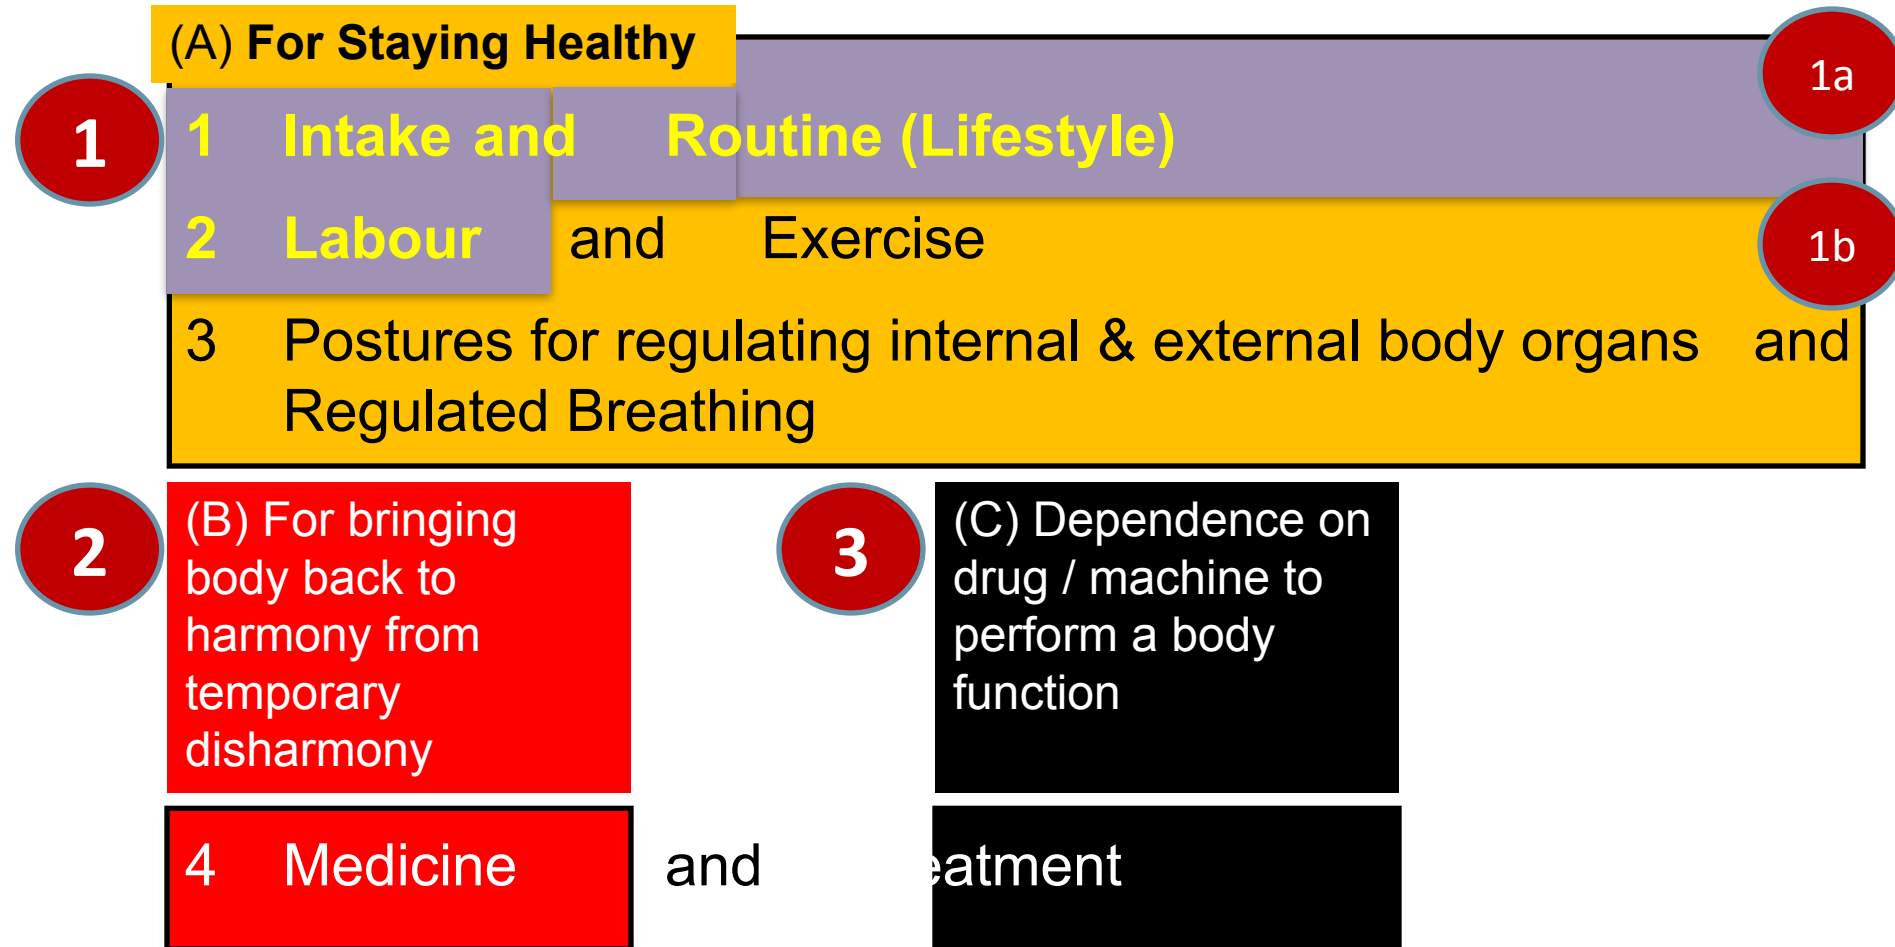 (A) For Staying Healthy
1a
1
1 Intake and Routine (Lifestyle)
2 Labour and Exercise
1b
3 Postures for regulating internal & external body organs and
Regulated Breathing
2
(B) For bringing
body back to
harmony from
temporary
disharmony
3
(C) Dependence on
drug / machine to
perform a body
function
4 Medicine and eatment